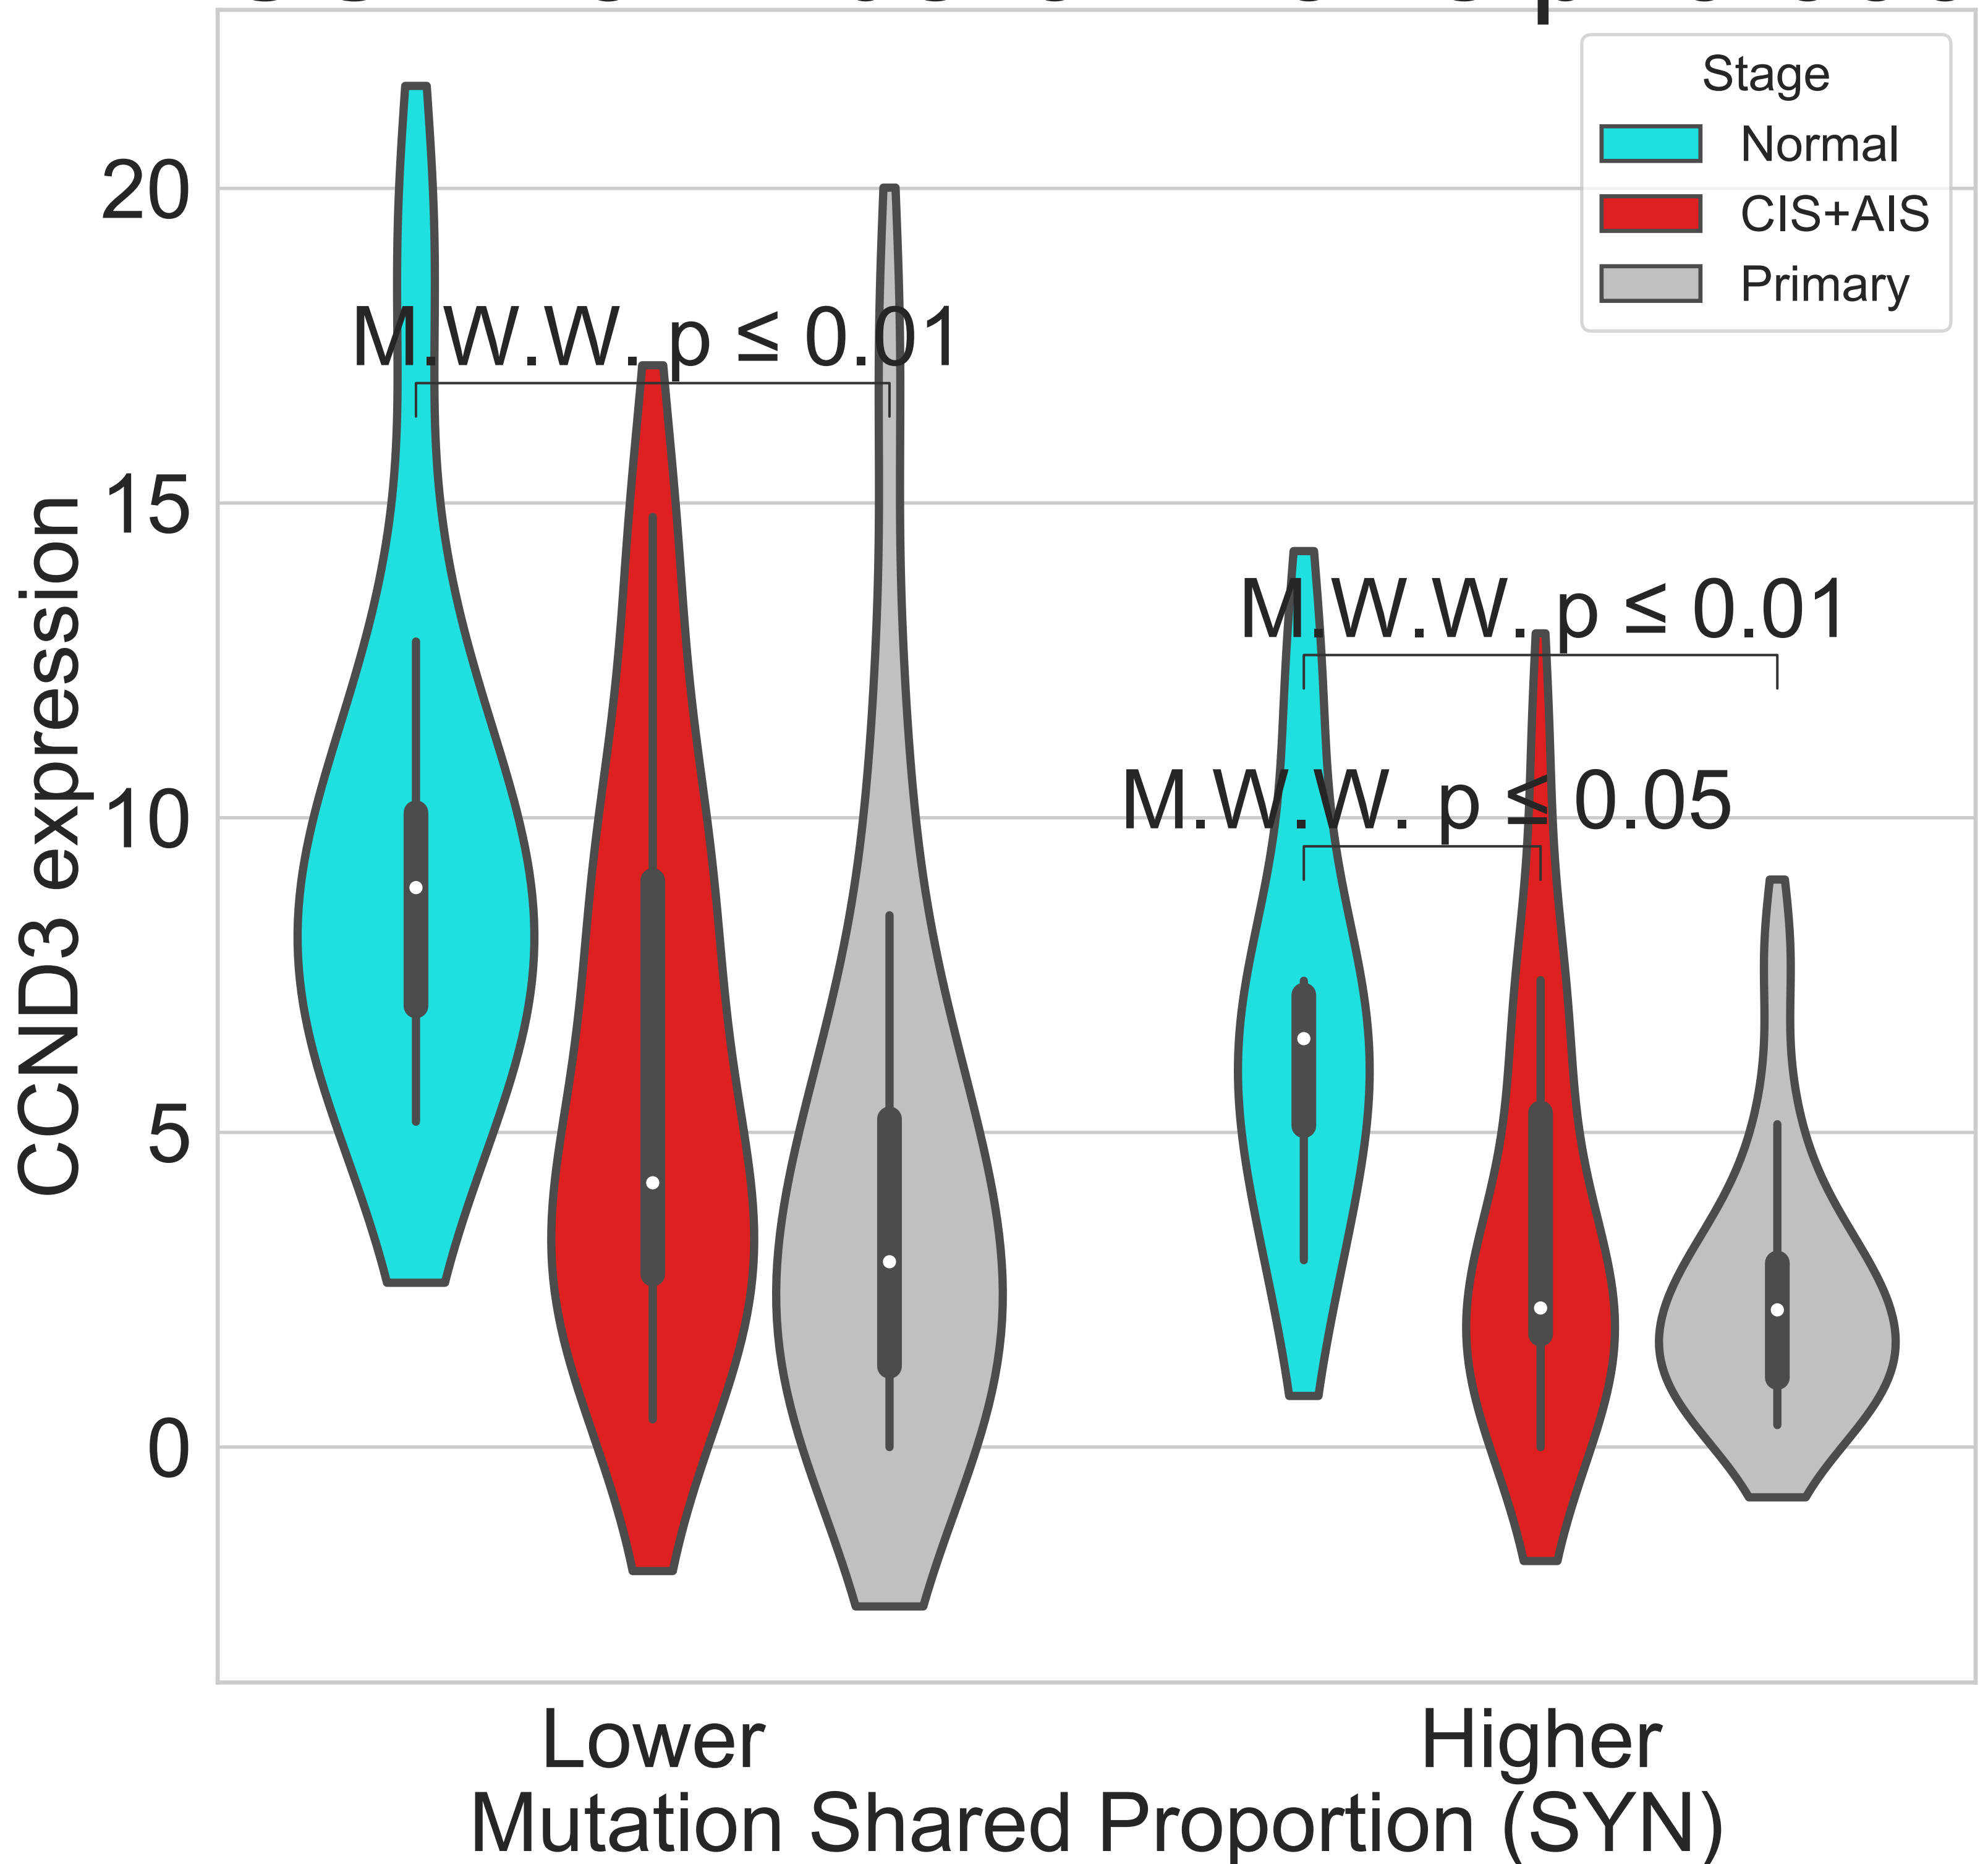 Stage
Normal
CIS+AIS
Primary
20
15
10
5
0
CCND3 expression
M.W.W. p ≤ 0.01
M.W.W. p ≤ 0.01
M.W.W. p ≤ 0.05
Lower
Higher
Mutation Shared Proportion (SYN)